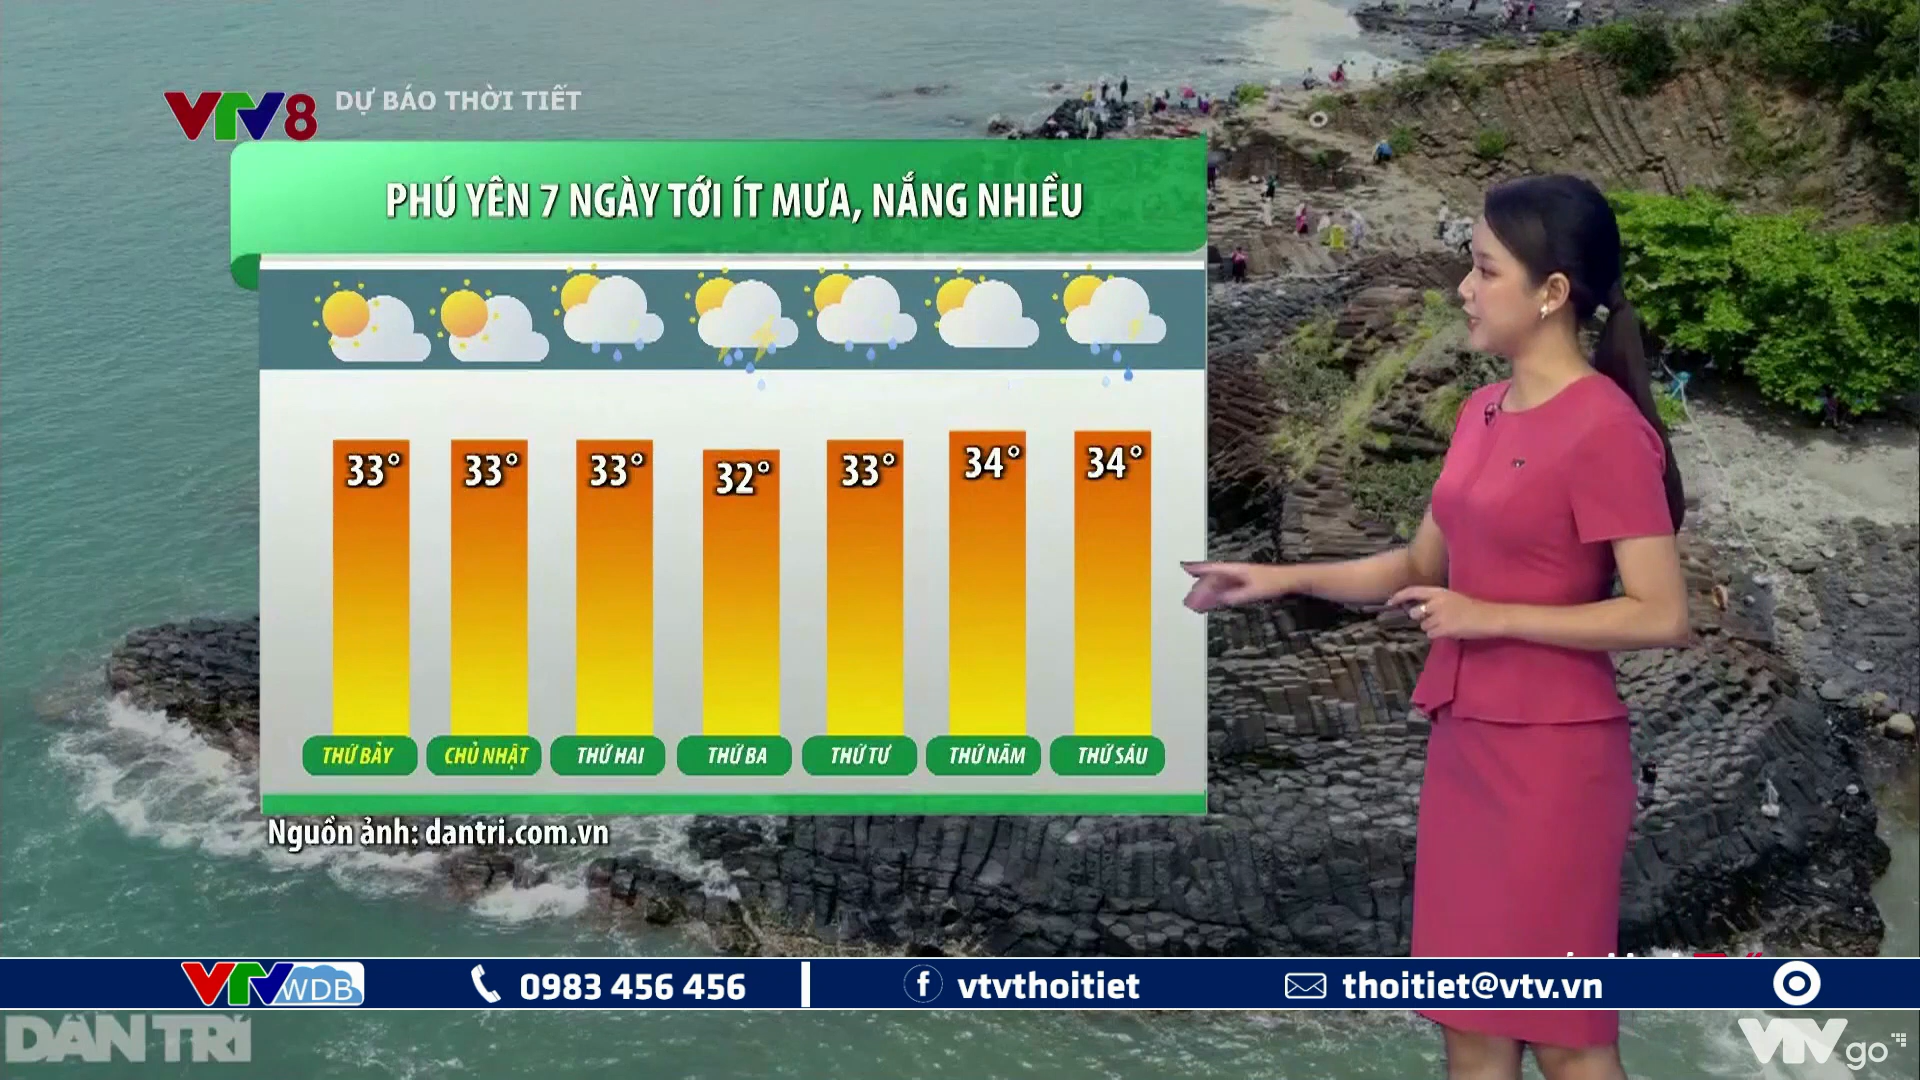 VTV8 DỰ BÁO THỜI TIẾT
PHÚ YÊN 7 NGÀY TỚI ÍT MƯA, NẮNG NHIỀU
33° 33° 33° 32° 33° 34° 34°
THỨ BẢY CHỦ NHẬT THỨ HAI THỨ BA THỨ TƯ THỨ NĂM THỨ SÁU
Nguồn ảnh: dantri.com.vn
VTV WDB 0983 456 456 vtvthoitiet thoitiet@vtv.vn
DÂN TRÍ
VTV go